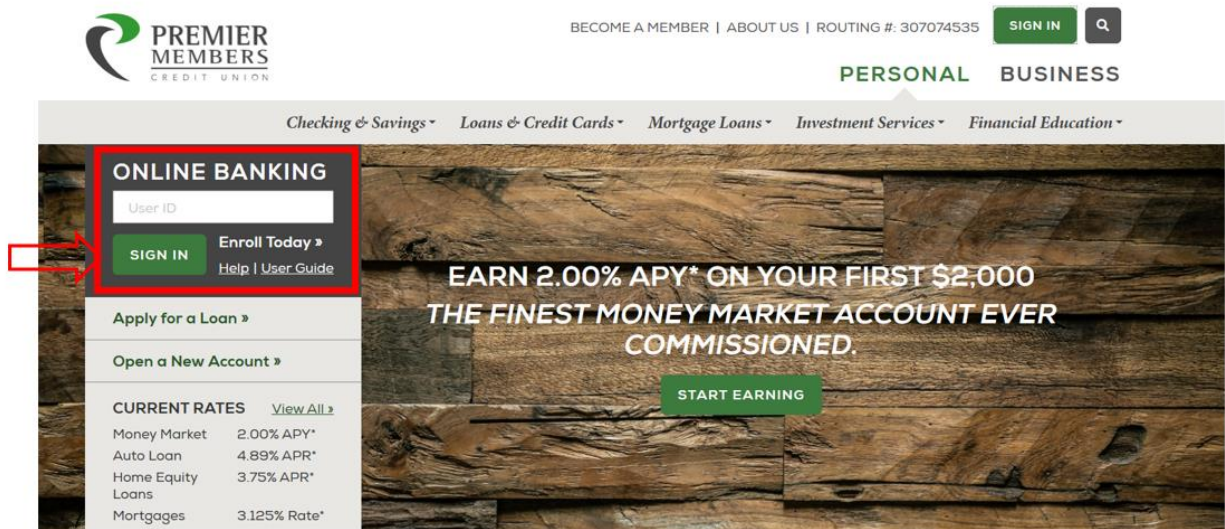 PREMIER
MEMBERS
CREDIT UNION
BECOME A MEMBER | ABOUT US | ROUTING #: 307074535 SIGN IN
PERSONAL BUSINESS
Checking & Savings Loans & Credit Cards Mortgage Loans Investment Services Financial Education
ONLINE BANKING
User ID
SIGN IN Enroll Today »
Help | User Guide
Apply for a Loan »
Open a New Account »
CURRENT RATES View All »
Money Market 2.00% APY*
Auto Loan 4.89% APR*
Home Equity 3.75% APR*
Loans
Mortgages 3.125% Rate*
EARN 2.00% APY* ON YOUR FIRST $2,000
THE FINEST MONEY MARKET ACCOUNT EVER
COMMISSIONED.
START EARNING